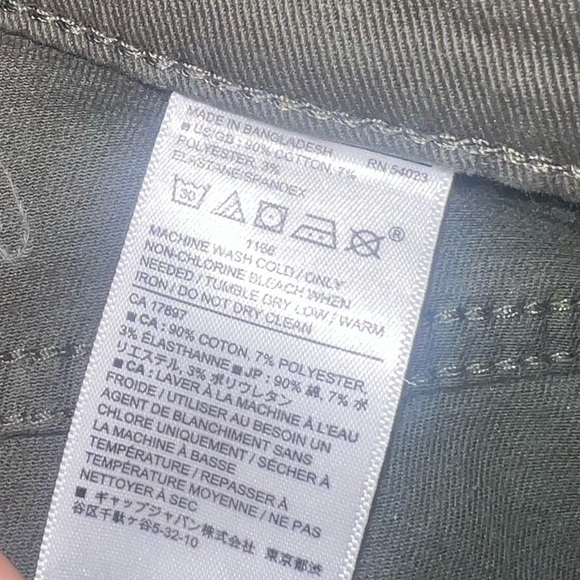 MADE IN BANGLADESH
RN 54023
■ US/GB : 90% COTTON, 7%
POLYESTER, 3%
ELASTANE/SPANDEX
30
®
1166
MACHINE WASH COLD / ONLY
NON-CHLORINE BLEACH WHEN
NEEDED / TUMBLE DRY LOW / WARM
IRON / DO NOT DRY CLEAN
CA 17897
■ CA : 90% COTON, 7% POLYESTER,
3% ÉLASTHANNE ■ JP : 90% 綿, 7% ポ
リエステル, 3% ポリウレタン
■ CA : LAVER À LA MACHINE À L'EAU
FROIDE / UTILISER AU BESOIN UN
AGENT DE BLANCHIMENT SANS
CHLORE UNIQUEMENT / SÉCHER À
LA MACHINE À BASSE
TEMPÉRATURE / REPASSER À
TEMPÉRATURE MOYENNE / NE PAS
NETTOYER À SEC
■ ギャップジャパン(株) 東京都渋
谷区千駄ヶ谷5-32-10